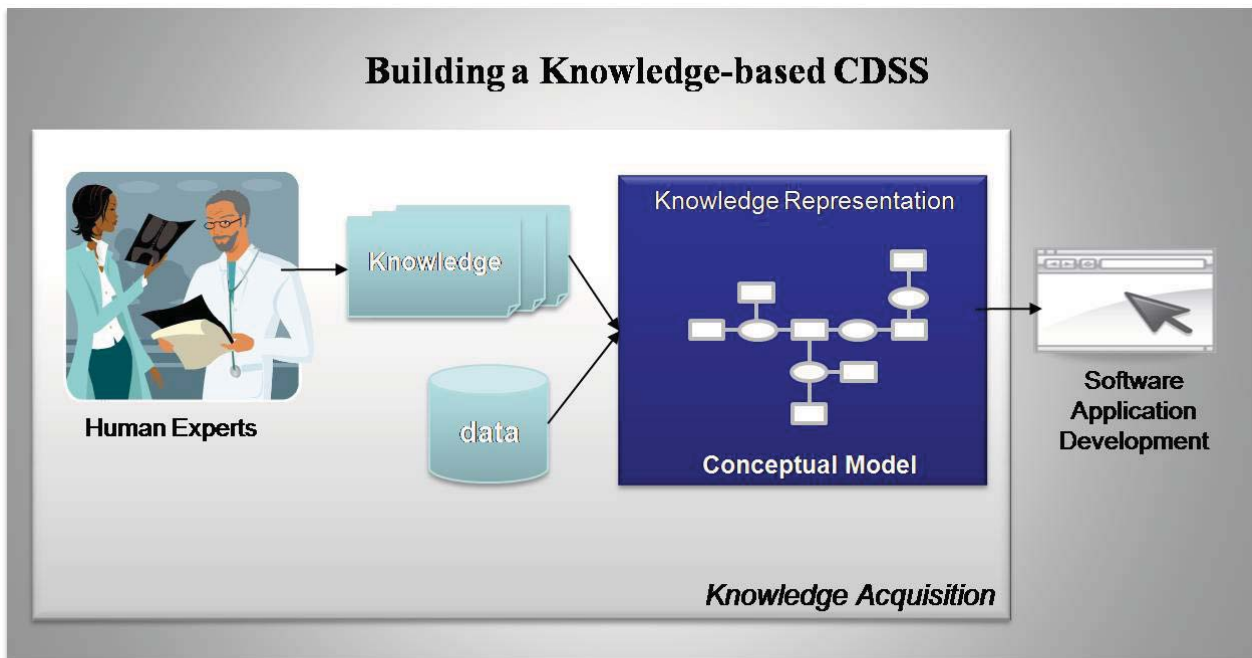 Building a Knowledge-based CDSS
Human Experts
Knowledge
data
Knowledge Representation
Conceptual Model
Software
Application
Development
Knowledge Acquisition